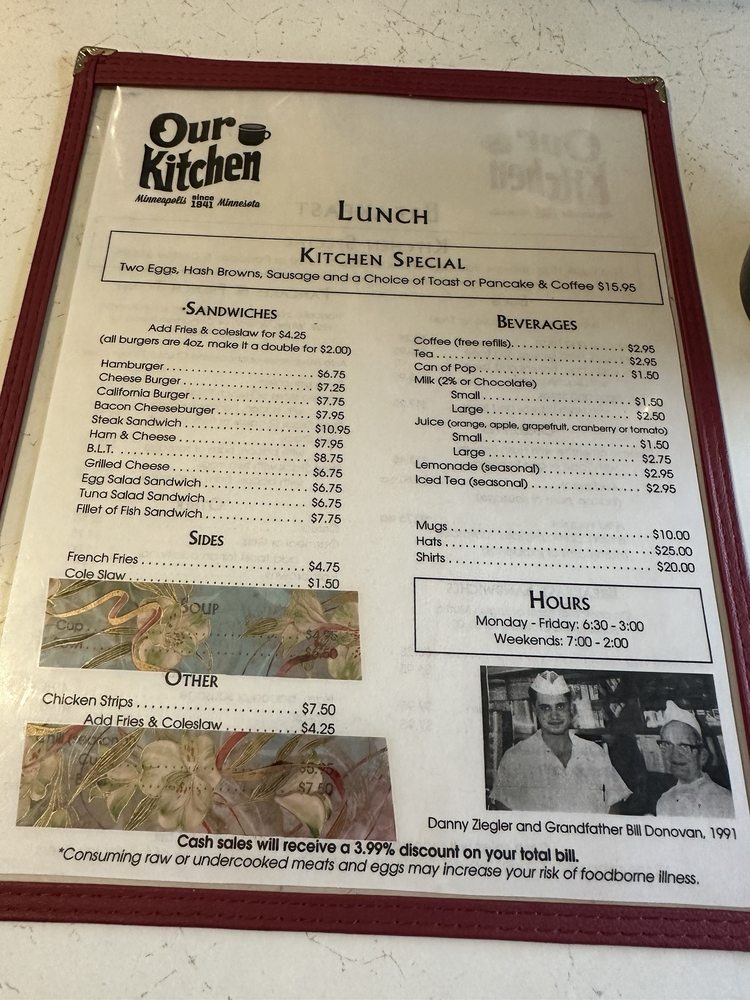 Our
Kitchen
Minneapolis since 1941 Minnesota
LUNCH
KITCHEN SPECIAL
Two Eggs, Hash Browns, Sausage and a Choice of Toast or Pancake & Coffee $15.95
SANDWICHES
Add Fries & coleslaw for $4.25
(all burgers are 4oz, make it a double for $2.00)
Hamburger $6.75
Cheese Burger $7.25
California Burger $7.75
Bacon Cheeseburger $7.95
Steak Sandwich $10.95
Ham & Cheese $7.95
B.L.T. $8.75
Grilled Cheese $6.75
Egg Salad Sandwich $6.75
Tuna Salad Sandwich $6.75
Fillet of Fish Sandwich $7.75
SIDES
French Fries $4.75
Cole Slaw $1.50
SOUP
Cup
OTHER
Chicken Strips $7.50
Add Fries & Coleslaw $4.25
$7.50
BEVERAGES
Coffee (free refills) $2.95
Tea $2.95
Can of Pop $1.50
Milk (2% or Chocolate)
Small $1.50
Large $2.50
Juice (orange, apple, grapefruit, cranberry or tomato)
Small $1.50
Large $2.75
Lemonade (seasonal) $2.95
Iced Tea (seasonal) $2.95
Mugs $10.00
Hats $25.00
Shirts $20.00
HOURS
Monday - Friday: 6:30 - 3:00
Weekends: 7:00 - 2:00
Danny Ziegler and Grandfather Bill Donovan, 1991
Cash sales will receive a 3.99% discount on your total bill.
*Consuming raw or undercooked meats and eggs may increase your risk of foodborne illness.